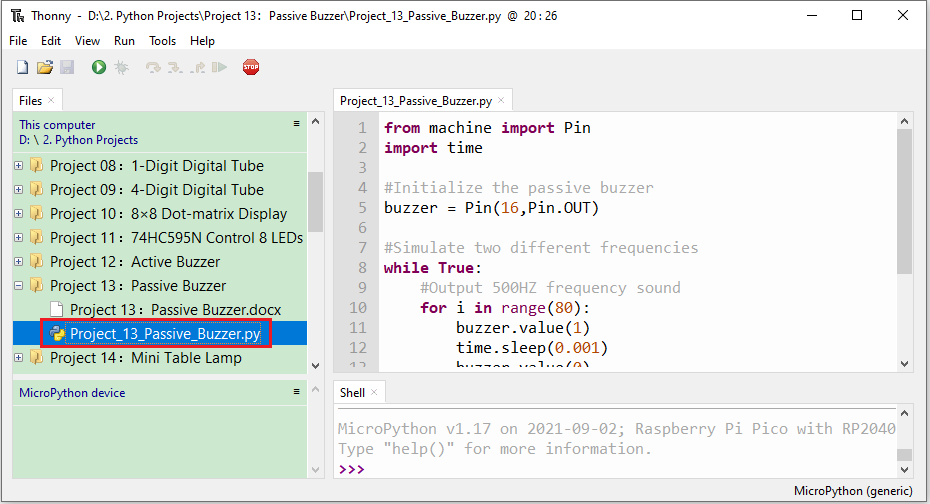 Thonny - D:\2. Python Projects\Project 13：Passive Buzzer\Project_13_Passive_Buzzer.py @ 20 : 26
File Edit View Run Tools Help
STOP
Files
This computer
D: \ 2. Python Projects
Project 08：1-Digit Digital Tube
Project 09：4-Digit Digital Tube
Project 10：8×8 Dot-matrix Display
Project 11：74HC595N Control 8 LEDs
Project 12：Active Buzzer
Project 13：Passive Buzzer
Project 13：Passive Buzzer.docx
Project_13_Passive_Buzzer.py
Project 14：Mini Table Lamp
MicroPython device
Project_13_Passive_Buzzer.py
1 from machine import Pin
2 import time
3
4 #Initialize the passive buzzer
5 buzzer = Pin(16,Pin.OUT)
6
7 #Simulate two different frequencies
8 while True:
9 #Output 500HZ frequency sound
10 for i in range(80):
11 buzzer.value(1)
12 time.sleep(0.001)
13 buzzer.value(0)
Shell
MicroPython v1.17 on 2021-09-02; Raspberry Pi Pico with RP2040
Type "help()" for more information.
>>>
MicroPython (generic)